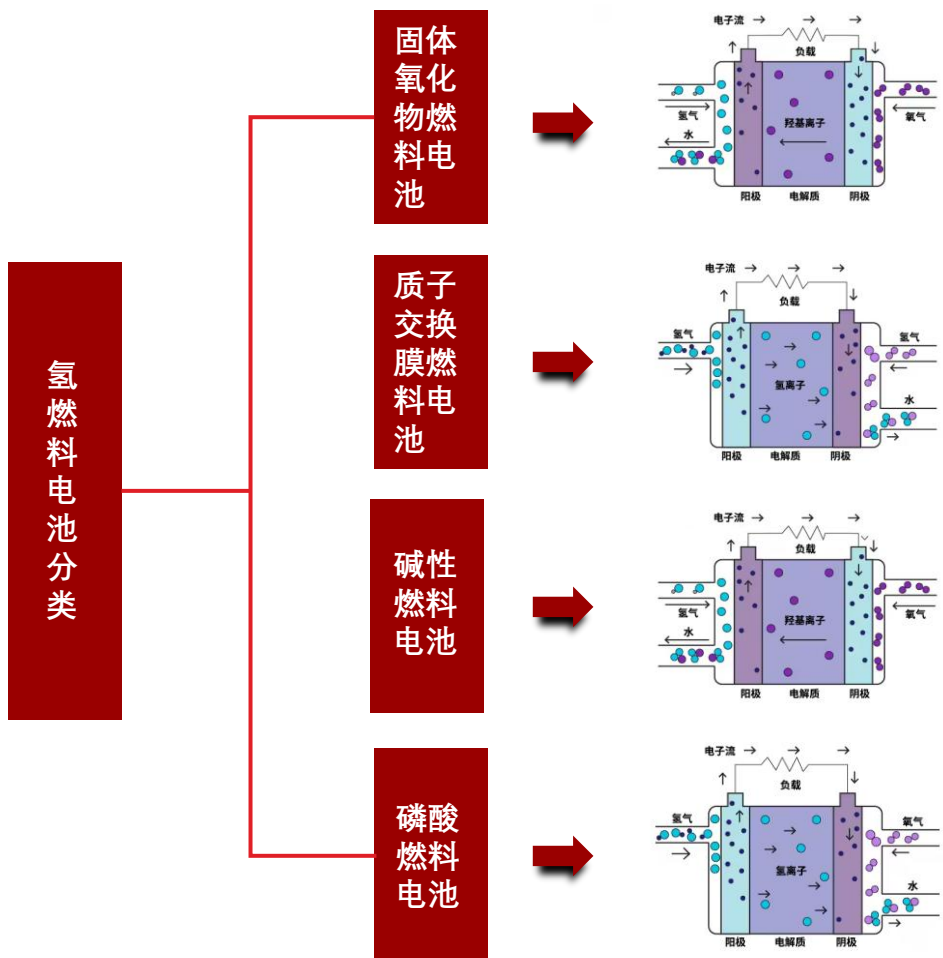 氢燃料电池分类
固体
氧化
物燃
料电
池
电子流
负载
氢气
水
羟基离子
氧气
阳极
电解质
阴极
质子
交换
膜燃
料电
池
电子流
负载
氢气
氢离子
氢气
水
阳极
电解质
阴极
碱性
燃料
电池
电子流
负载
氢气
水
羟基离子
氧气
阳极
电解质
阴极
磷酸
燃料
电池
电子流
负载
氢气
氢离子
氧气
水
阳极
电解质
阴极